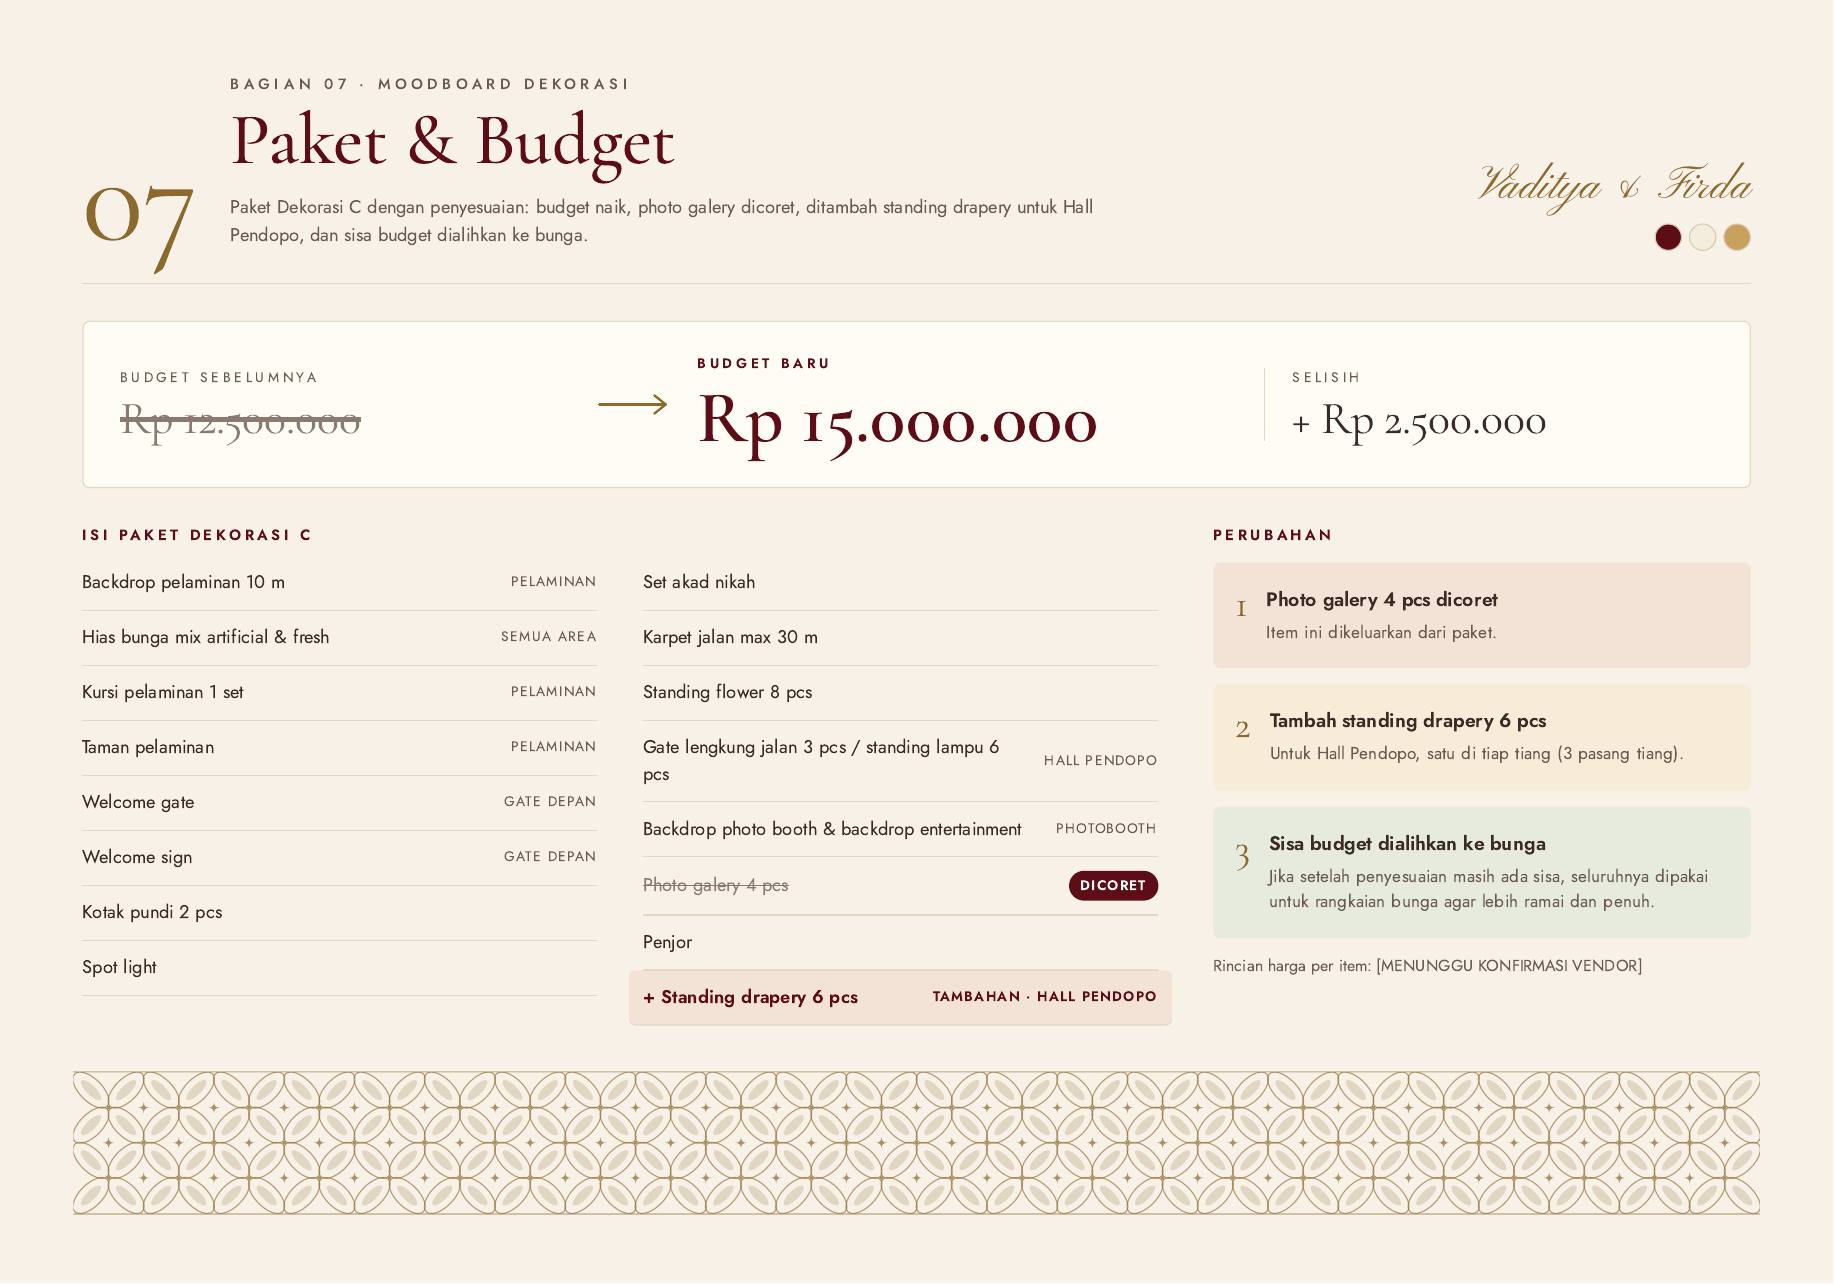 BAGIAN 07 · MOODBOARD DEKORASI
Paket & Budget
07
Paket Dekorasi C dengan penyesuaian: budget naik, photo galery dicoret, ditambah standing drapery untuk Hall
Pendopo, dan sisa budget dialihkan ke bunga.
Vaditya & Firda
BUDGET SEBELUMNYA
Rp 12.500.000
BUDGET BARU
Rp 15.000.000
SELISIH
+ Rp 2.500.000
ISI PAKET DEKORASI C
Backdrop pelaminan 10 m PELAMINAN
Hias bunga mix artificial & fresh SEMUA AREA
Kursi pelaminan 1 set PELAMINAN
Taman pelaminan PELAMINAN
Welcome gate GATE DEPAN
Welcome sign GATE DEPAN
Kotak pundi 2 pcs
Spot light
Set akad nikah
Karpet jalan max 30 m
Standing flower 8 pcs
Gate lengkung jalan 3 pcs / standing lampu 6
pcs
HALL PENDOPO
Backdrop photo booth & backdrop entertainment PHOTOBOOTH
Photo galery 4 pcs DICORET
Penjor
+ Standing drapery 6 pcs TAMBAHAN · HALL PENDOPO
PERUBAHAN
1 Photo galery 4 pcs dicoret
Item ini dikeluarkan dari paket.
2 Tambah standing drapery 6 pcs
Untuk Hall Pendopo, satu di tiap tiang (3 pasang tiang).
3 Sisa budget dialihkan ke bunga
Jika setelah penyesuaian masih ada sisa, seluruhnya dipakai
untuk rangkaian bunga agar lebih ramai dan penuh.
Rincian harga per item: [MENUNGGU KONFIRMASI VENDOR]